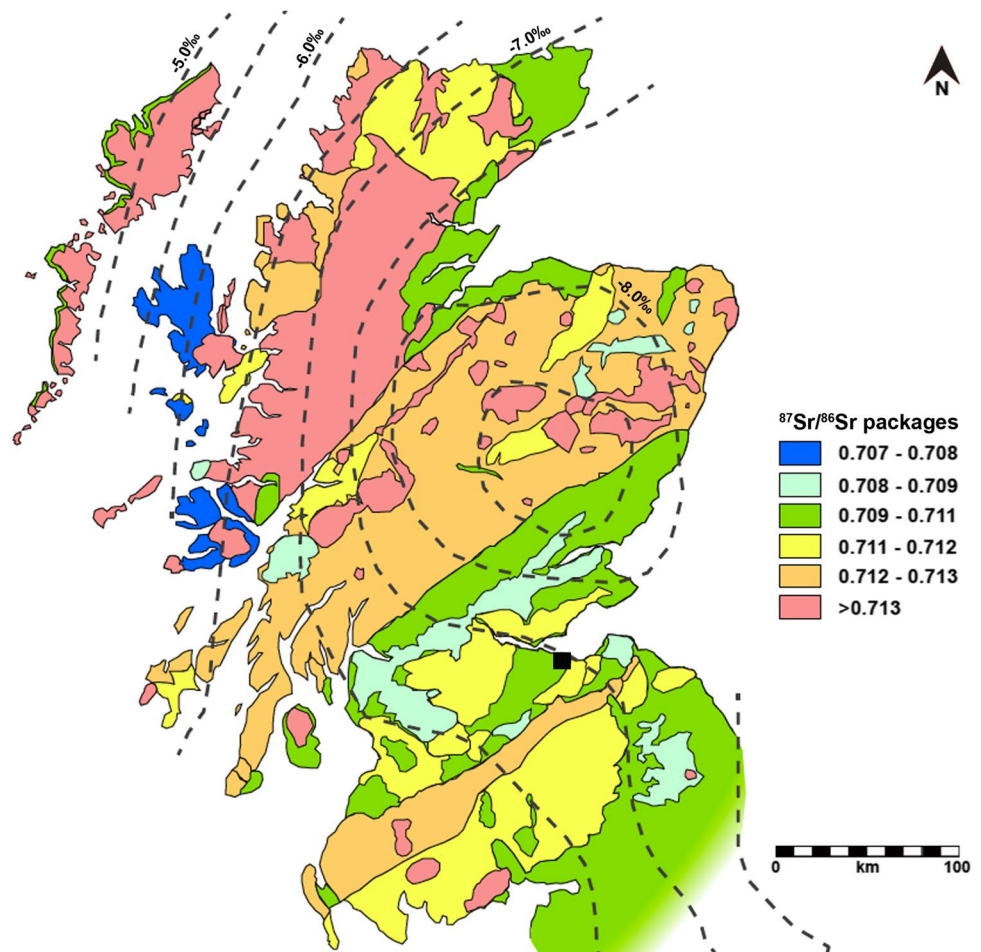 -5.0‰
-6.0‰
-7.0‰
N
-8.0‰
⁸⁷Sr/⁸⁶Sr packages
0.707 - 0.708
0.708 - 0.709
0.709 - 0.711
0.711 - 0.712
0.712 - 0.713
>0.713
0 km 100